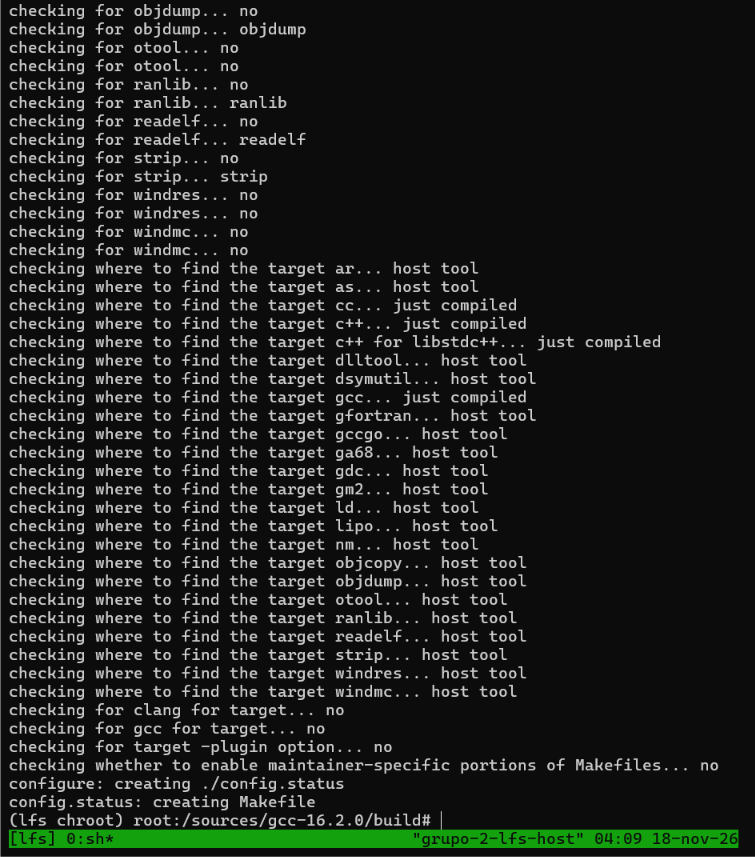 checking for objdump... no
checking for objdump... objdump
checking for otool... no
checking for otool... no
checking for ranlib... no
checking for ranlib... ranlib
checking for readelf... no
checking for readelf... readelf
checking for strip... no
checking for strip... strip
checking for windres... no
checking for windres... no
checking for windmc... no
checking for windmc... no
checking where to find the target ar... host tool
checking where to find the target as... host tool
checking where to find the target cc... just compiled
checking where to find the target c++... just compiled
checking where to find the target c++ for libstdc++... just compiled
checking where to find the target dlltool... host tool
checking where to find the target dsymutil... host tool
checking where to find the target gcc... just compiled
checking where to find the target gfortran... host tool
checking where to find the target gccgo... host tool
checking where to find the target ga68... host tool
checking where to find the target gdc... host tool
checking where to find the target gm2... host tool
checking where to find the target ld... host tool
checking where to find the target lipo... host tool
checking where to find the target nm... host tool
checking where to find the target objcopy... host tool
checking where to find the target objdump... host tool
checking where to find the target otool... host tool
checking where to find the target ranlib... host tool
checking where to find the target readelf... host tool
checking where to find the target strip... host tool
checking where to find the target windres... host tool
checking where to find the target windmc... host tool
checking for clang for target... no
checking for gcc for target... no
checking for target -plugin option... no
checking whether to enable maintainer-specific portions of Makefiles... no
configure: creating ./config.status
config.status: creating Makefile
(lfs chroot) root:/sources/gcc-16.2.0/build#
[lfs] 0:sh* "grupo-2-lfs-host" 04:09 18-nov-26